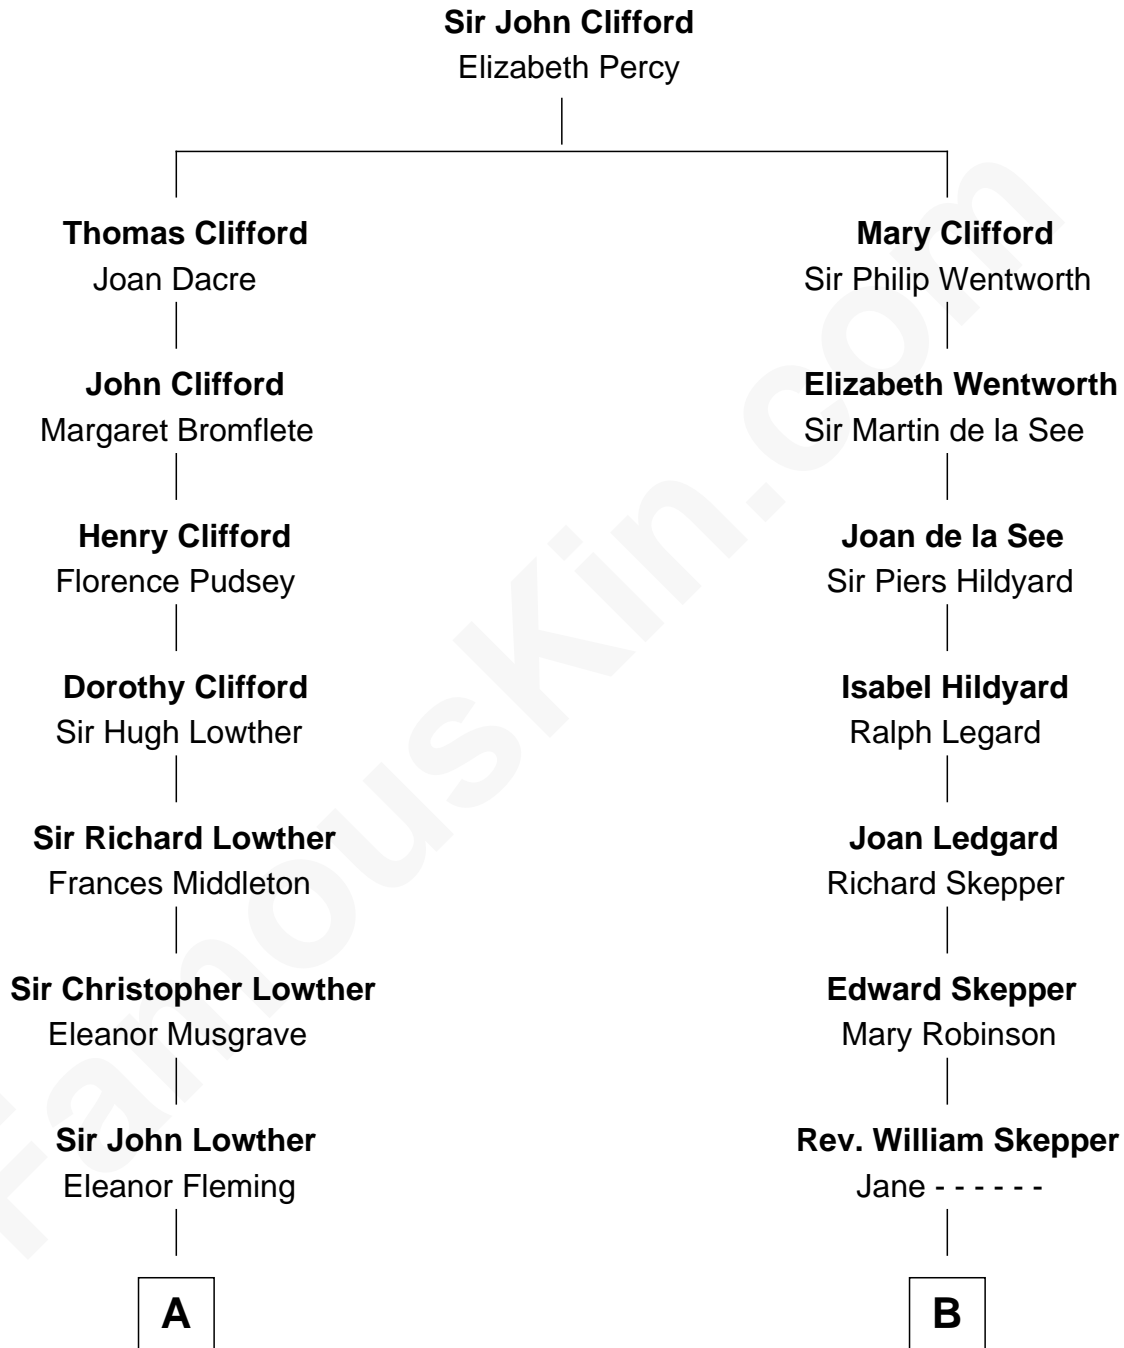 Sir John Clifford
Elizabeth Percy
Thomas Clifford
Joan Dacre
John Clifford
Margaret Bromflete
Henry Clifford
Florence Pudsey
Dorothy Clifford
Sir Hugh Lowther
Sir Richard Lowther
Frances Middleton
Sir Christopher Lowther
Eleanor Musgrave
Sir John Lowther
Eleanor Fleming
A
Mary Clifford
Sir Philip Wentworth
Elizabeth Wentworth
Sir Martin de la See
Joan de la See
Sir Piers Hildyard
Isabel Hildyard
Ralph Legard
Joan Ledgard
Richard Skepper
Edward Skepper
Mary Robinson
Rev. William Skepper
Jane - - - - - -
B
FamousKin.com